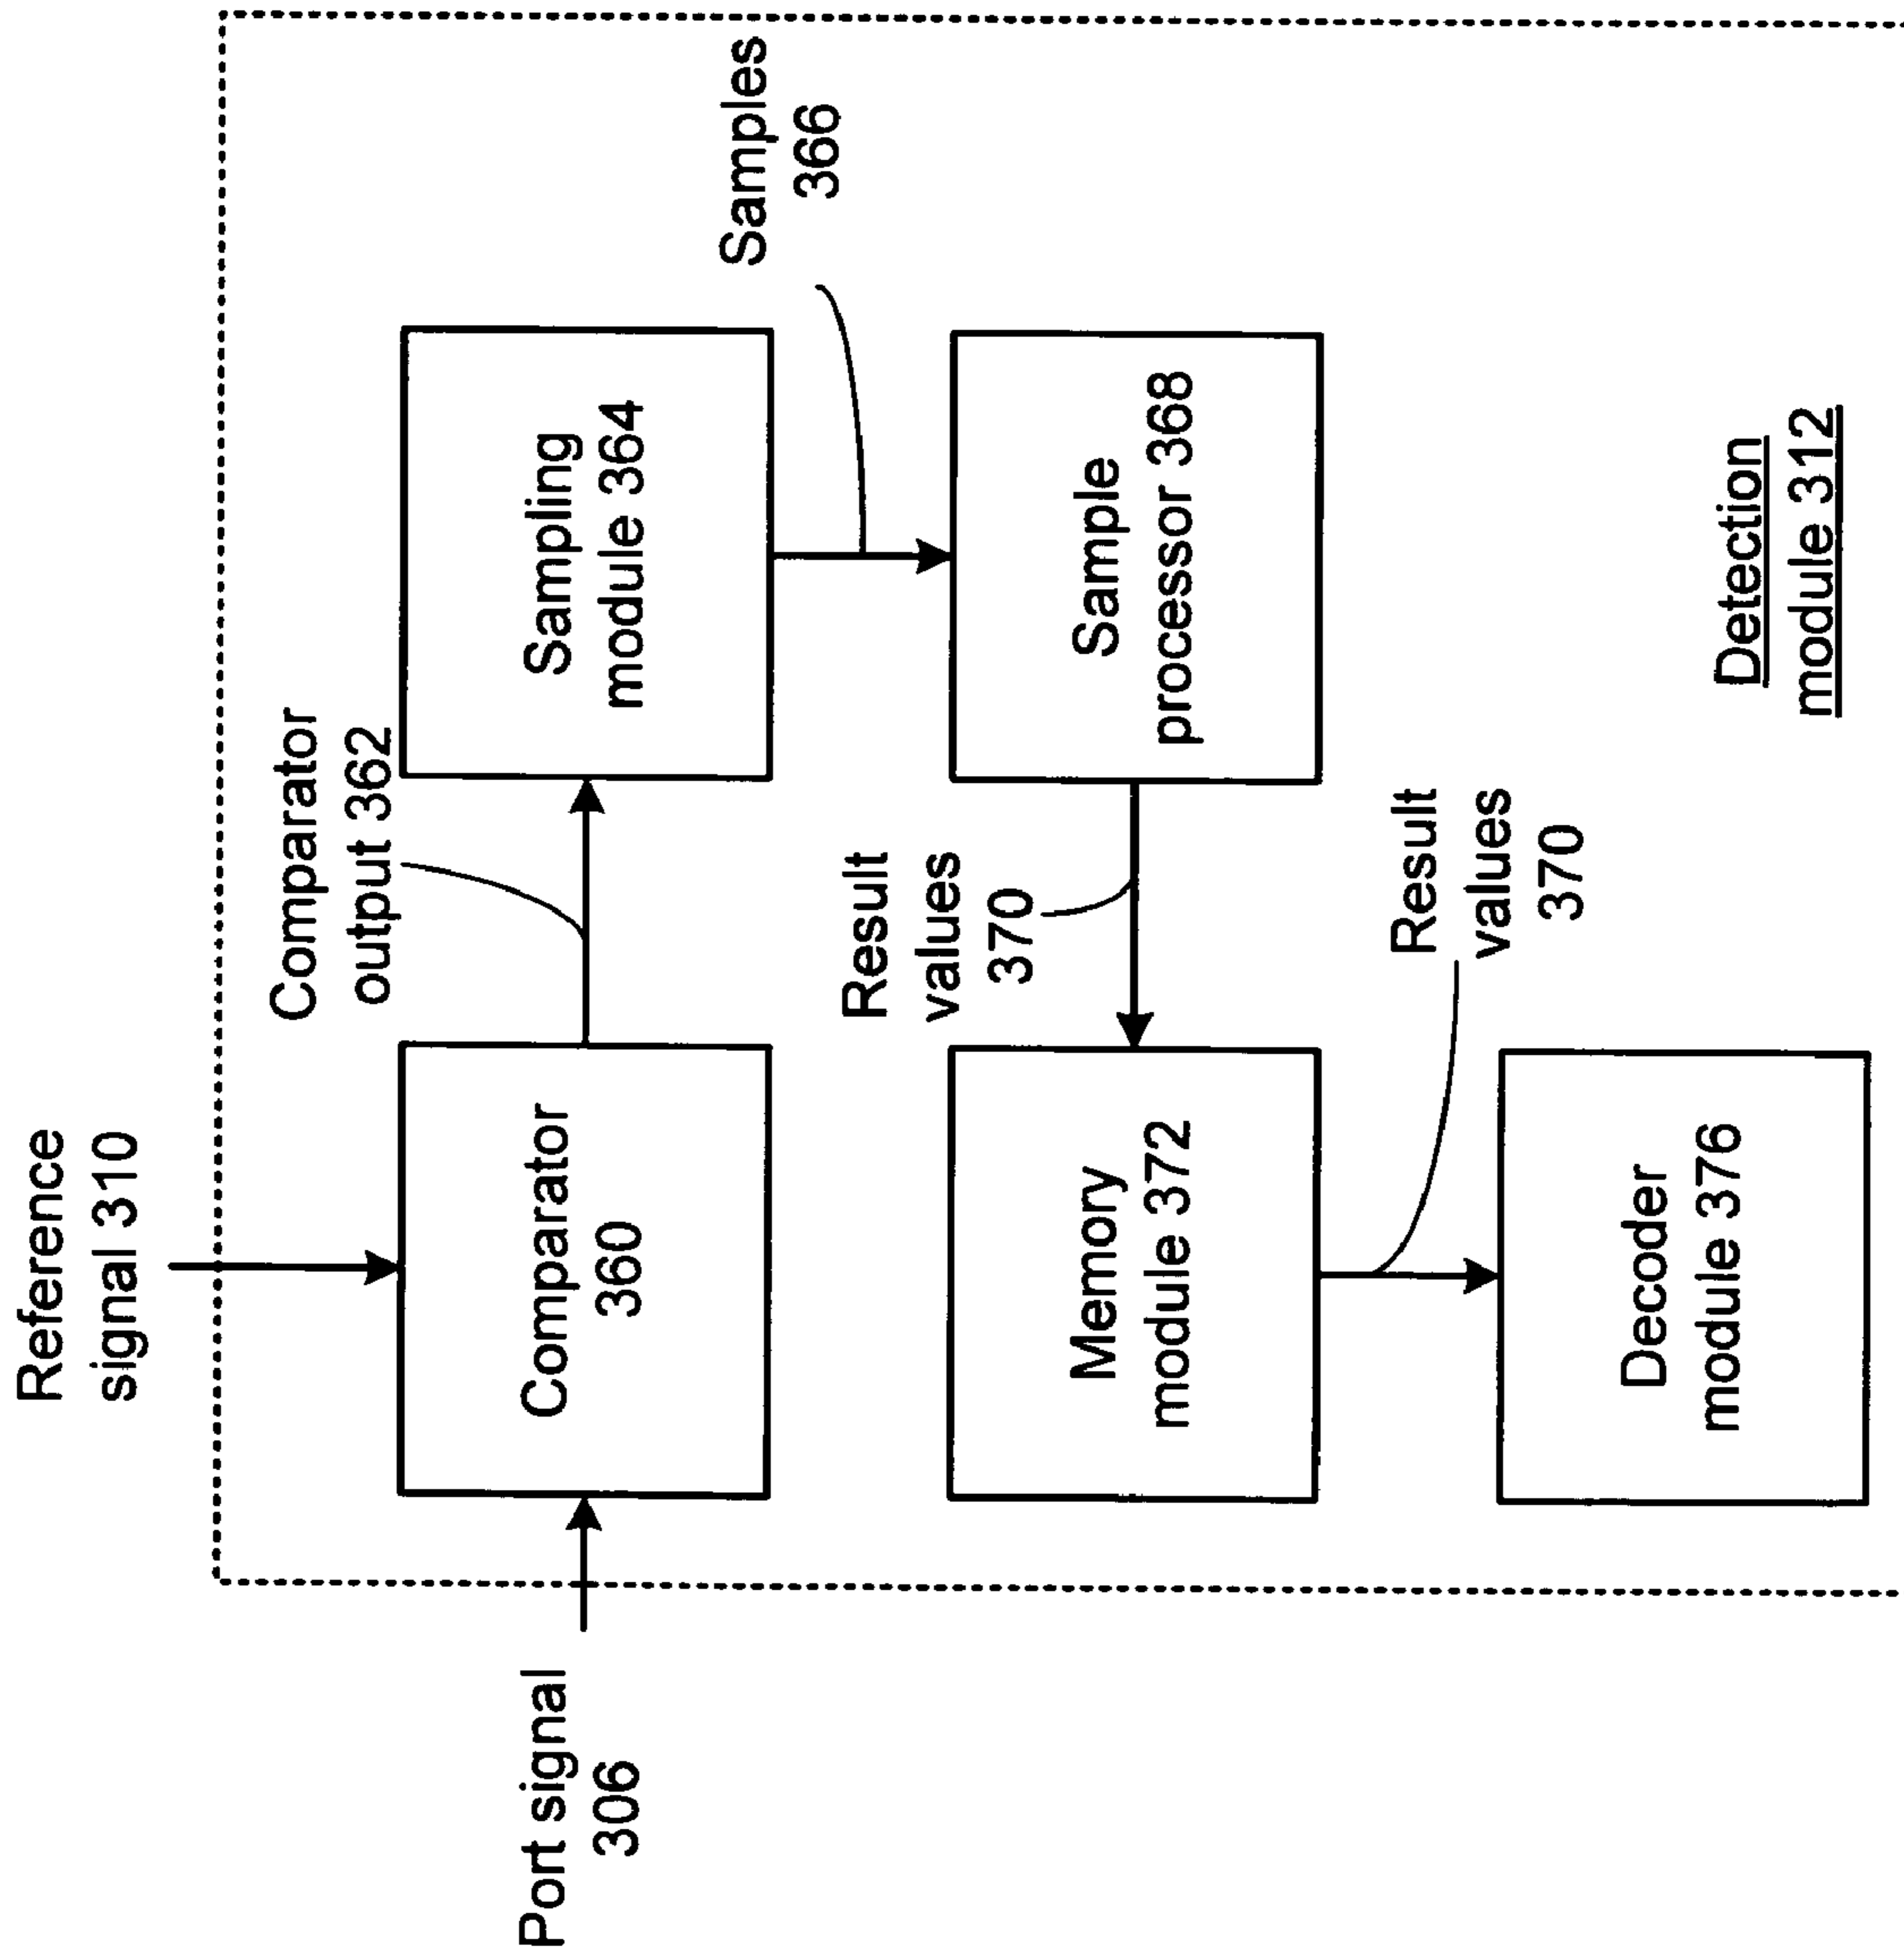 Reference
signal 310
Port signal
306
Comparator
360
Comparator
output 362
Sampling
module 364
Samples
366
Sample
processor 368
Result
values
370
Memory
module 372
Result
values
370
Decoder
module 376
Detection
module 312